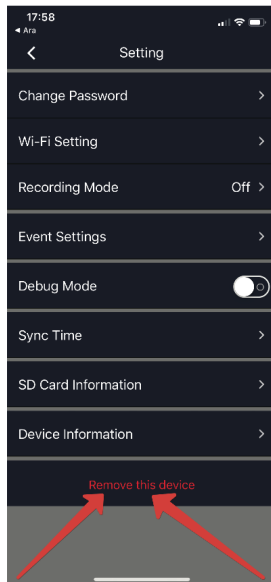 17:58
Ara
Setting
Change Password
Wi-Fi Setting
Recording Mode Off
Event Settings
Debug Mode
Sync Time
SD Card Information
Device Information
Remove this device